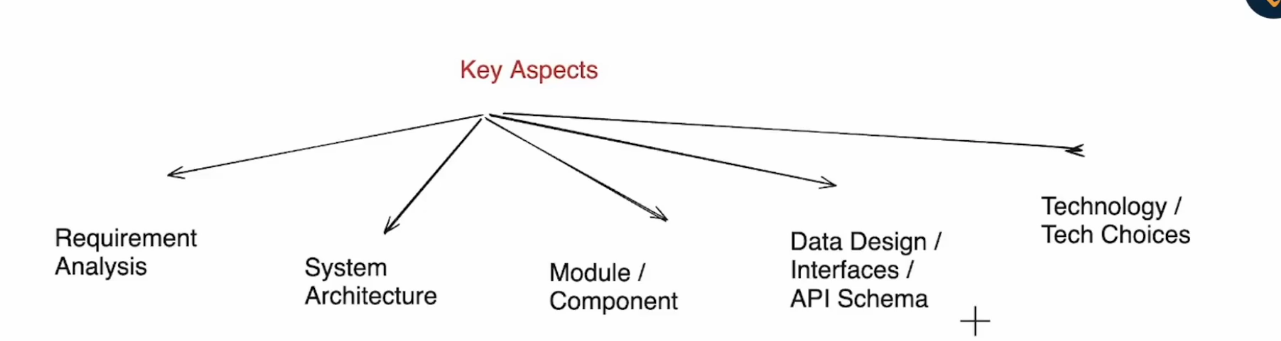 Key Aspects
Requirement
Analysis
System
Architecture
Module /
Component
Data Design /
Interfaces /
API Schema
Technology /
Tech Choices